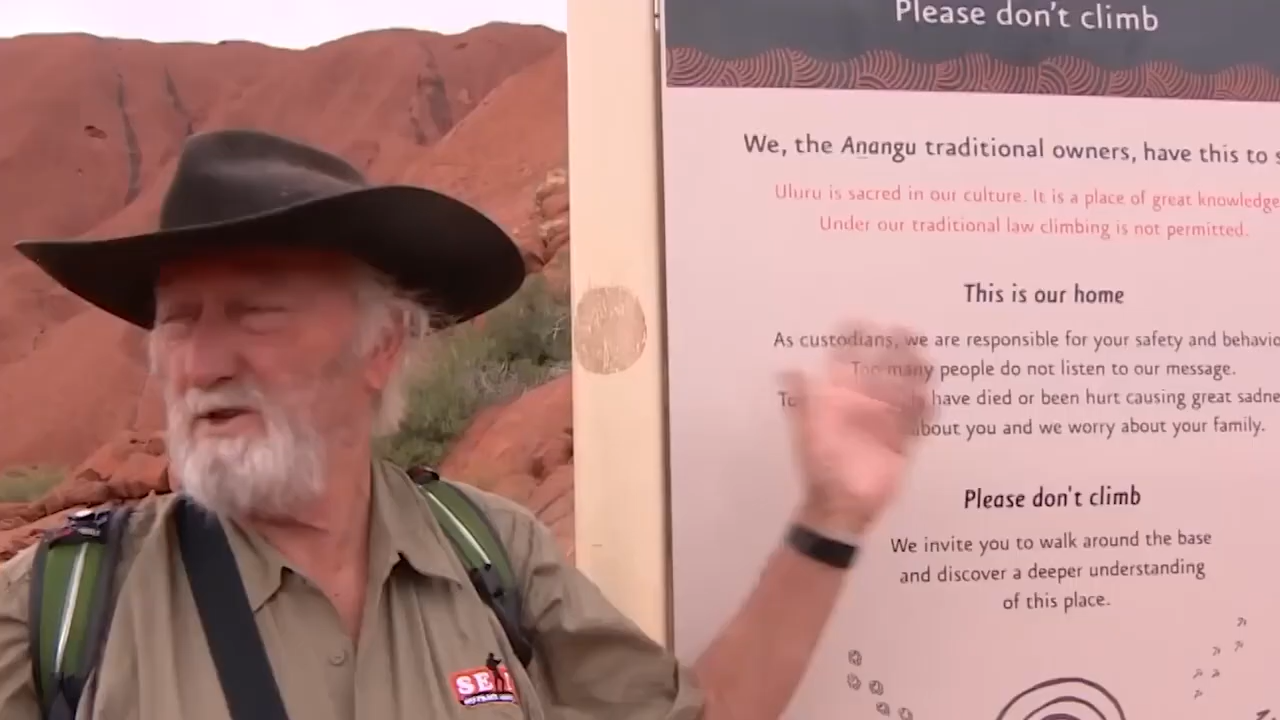 Please don't climb
We, the Anangu traditional owners, have this to
Uluru is sacred in our culture. It is a place of great knowledge
Under our traditional law climbing is not permitted.
This is our home
As custodians, we are responsible for your safety and behavio
Too many people do not listen to our message.
have died or been hurt causing great sadne
about you and we worry about your family.
Please don't climb
We invite you to walk around the base
and discover a deeper understanding
of this place.